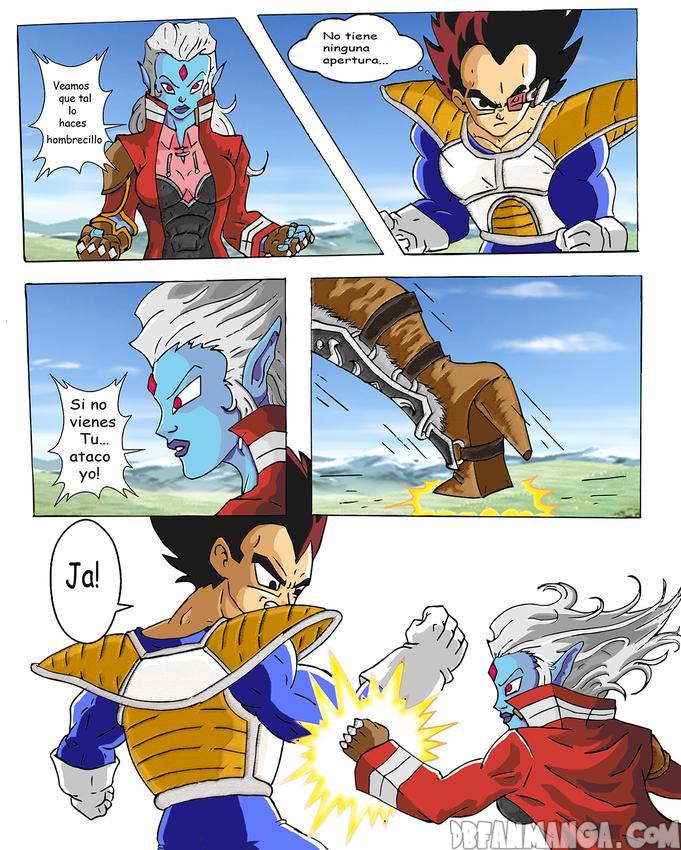 Veamos
que tal
lo
haces
hombrecillo
No tiene
ninguna
apertura...
Si no
vienes
Tu...
ataco
yo!
Ja!
DBFANMANGA.COM